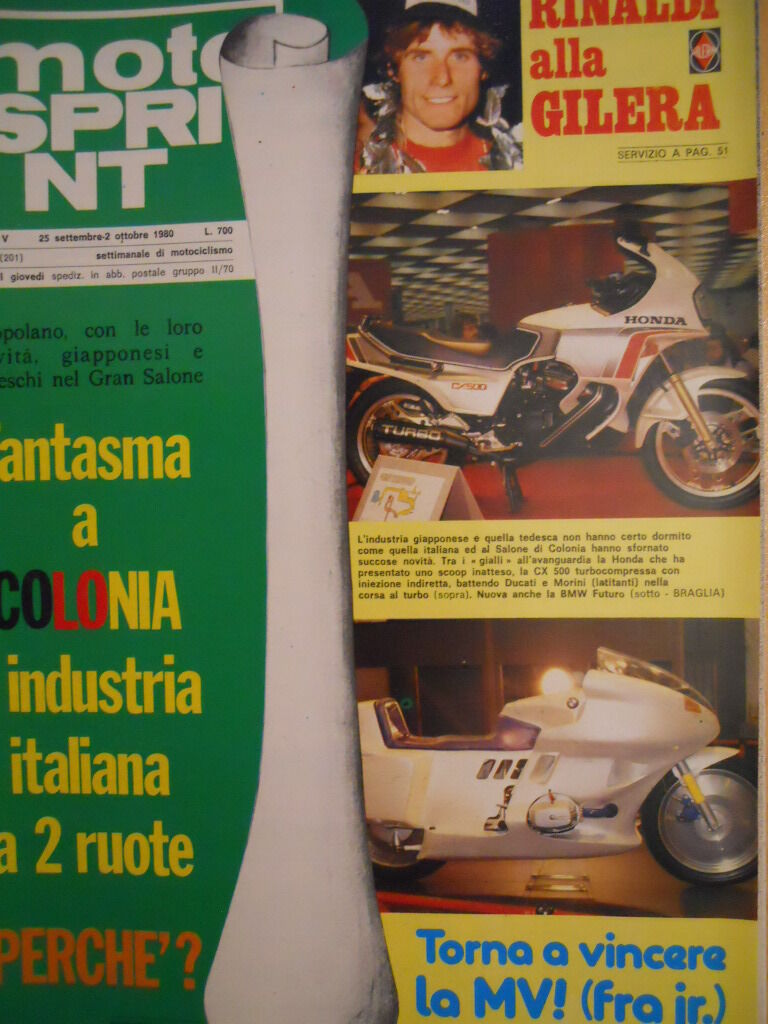 moto
SPRI
NT
V 25 settembre-2 ottobre 1980 L. 700
(201) settimanale di motociclismo
giovedì spediz. in abb. postale gruppo II/70
opolano, con le loro
vità, giapponesi e
eschi nel Gran Salone
antasma
a
COLONIA
industria
italiana
a 2 ruote
PERCHE'?
RINALDI
alla
GILERA
SERVIZIO A PAG. 51
HONDA
CX500
TURBO
L'industria giapponese e quella tedesca non hanno certo dormito
come quella italiana ed al Salone di Colonia hanno sfornato
succose novità. Tra i « gialli » all'avanguardia la Honda che ha
presentato uno scoop inatteso, la CX 500 turbocompressa con
iniezione indiretta, battendo Ducati e Morini (latitanti) nella
corsa al turbo (sopra). Nuova anche la BMW Futuro (sotto - BRAGLIA)
Torna a vincere
la MV! (fra jr.)